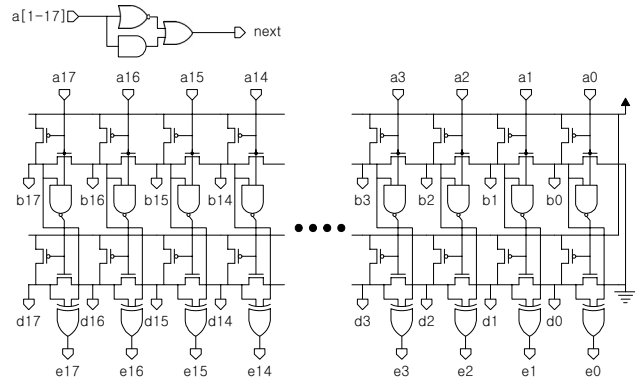 a[1-17]
next
a17 a16 a15 a14 a3 a2 a1 a0
b17 b16 b15 b14 b3 b2 b1 b0
d17 d16 d15 d14 d3 d2 d1 d0
e17 e16 e15 e14 e3 e2 e1 e0